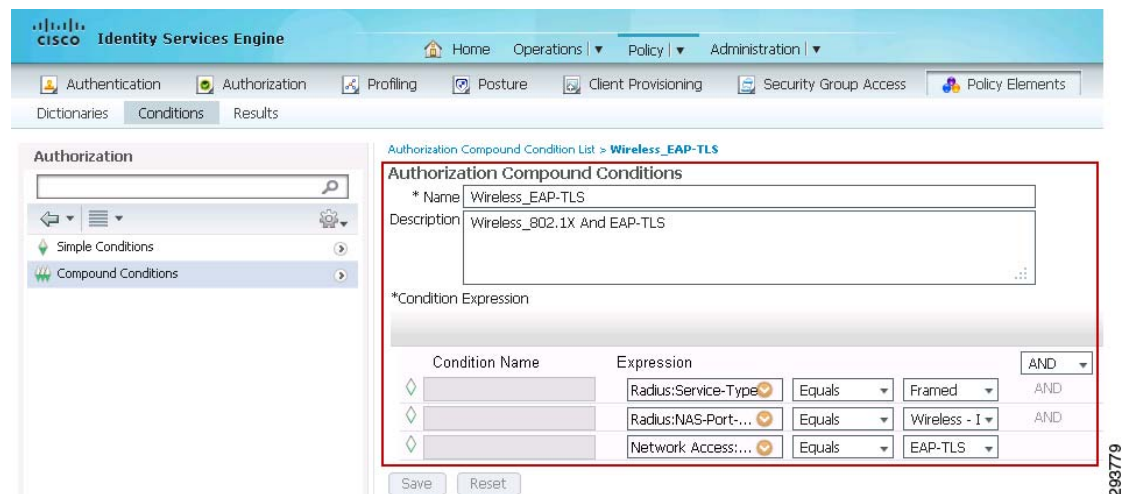 CISCO Identity Services Engine
Home Operations | Policy | Administration |
Authentication Authorization Profiling Posture Client Provisioning Security Group Access Policy Elements
Dictionaries Conditions Results
Authorization
Simple Conditions
Compound Conditions
Authorization Compound Condition List > Wireless_EAP-TLS
Authorization Compound Conditions
* Name Wireless_EAP-TLS
Description Wireless_802.1X And EAP-TLS
*Condition Expression
Condition Name Expression AND
Radius:Service-Type Equals Framed AND
Radius:NAS-Port-... Equals Wireless - I AND
Network Access:... Equals EAP-TLS
Save Reset
293779